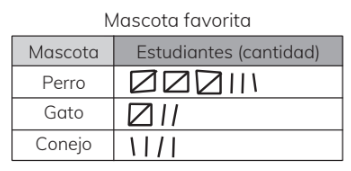 Mascota favorita
Mascota Estudiantes (cantidad)
Perro
Gato
Conejo